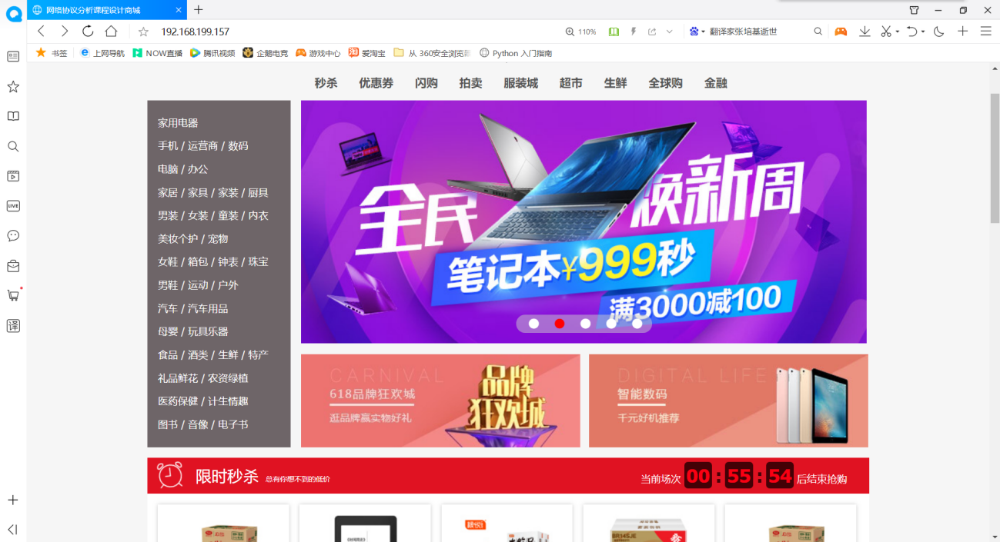 网络协议分析课程设计商城
192.168.199.157
110%
翻译家张培基逝世
书签 上网导航 NOW直播 腾讯视频 企鹅电竞 游戏中心 爱淘宝 从 360安全浏览器 Python 入门指南
LIVE
译
秒杀 优惠券 闪购 拍卖 服装城 超市 生鲜 全球购 金融
家用电器
手机 / 运营商 / 数码
电脑 / 办公
家居 / 家具 / 家装 / 厨具
男装 / 女装 / 童装 / 内衣
美妆个护 / 宠物
女鞋 / 箱包 / 钟表 / 珠宝
男鞋 / 运动 / 户外
汽车 / 汽车用品
母婴 / 玩具乐器
食品 / 酒类 / 生鲜 / 特产
礼品鲜花 / 农资绿植
医药保健 / 计生情趣
图书 / 音像 / 电子书
全民焕新周
笔记本¥999秒
满3000减100
CARNIVAL
618品牌狂欢城
逛品牌赢实物好礼
品牌
狂欢城
DIGITAL LIFE
智能数码
千元好机推荐
限时秒杀 总有你想不到的低价
当前场次 00 : 55 : 54 后结束抢购
BR145JE